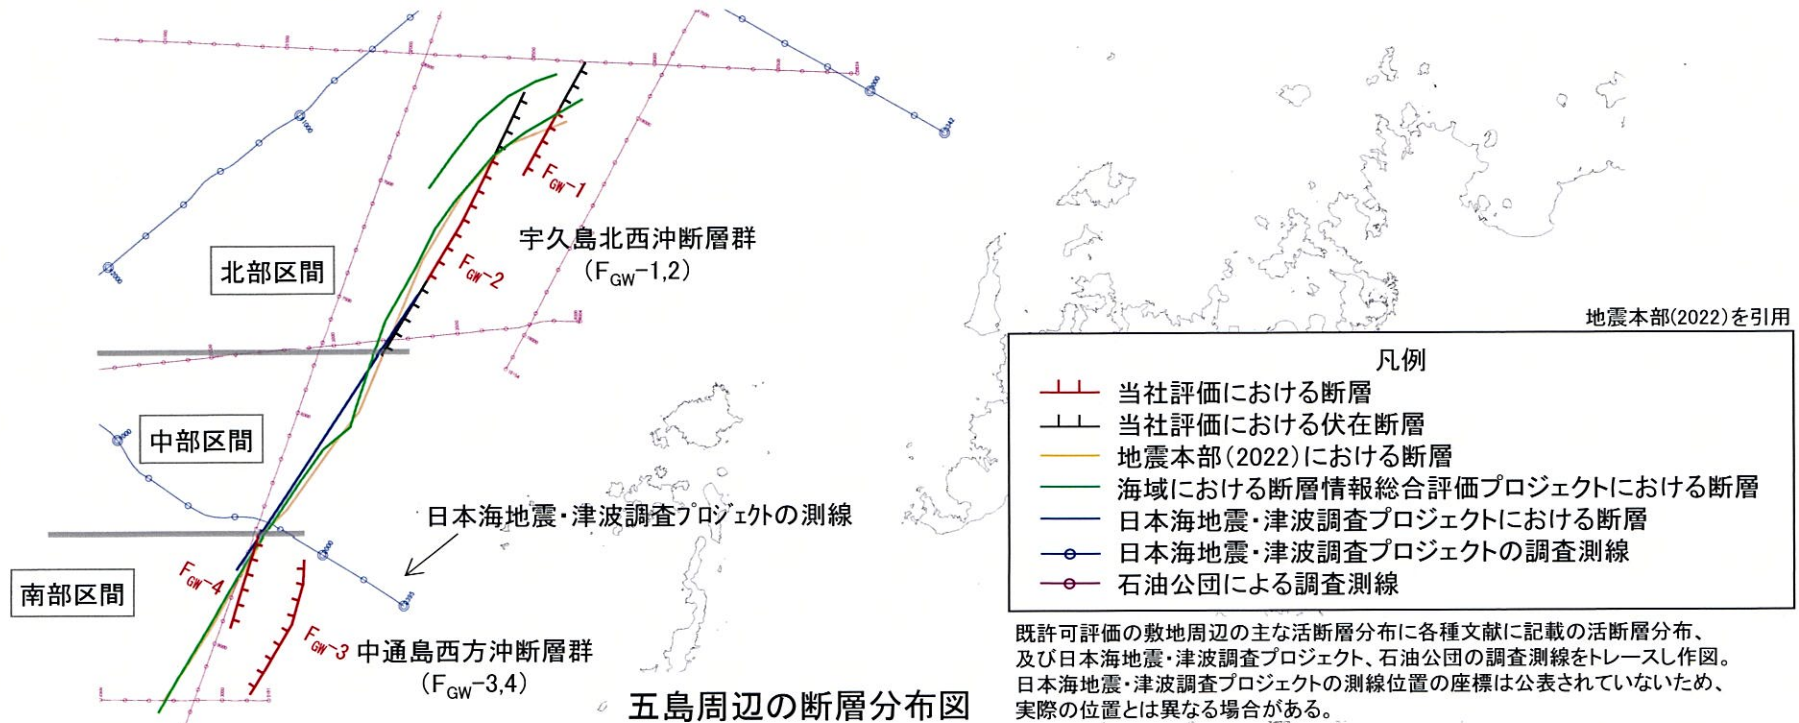 FGW-1
宇久島北西沖断層群
(FGW-1,2)
北部区間
FGW-2
地震本部(2022)を引用
凡例
当社評価における断層
当社評価における伏在断層
地震本部(2022)における断層
海域における断層情報総合評価プロジェクトにおける断層
日本海地震・津波調査プロジェクトにおける断層
日本海地震・津波調査プロジェクトの調査測線
石油公団による調査測線
中部区間
日本海地震・津波調査プロジェクトの測線
FGW-4
南部区間
FGW-3
中通島西方沖断層群
(FGW-3,4)
五島周辺の断層分布図
既許可評価の敷地周辺の主な活断層分布に各種文献に記載の活断層分布、
及び日本海地震・津波調査プロジェクト、石油公団の調査測線をトレースし作図。
日本海地震・津波調査プロジェクトの測線位置の座標は公表されていないため、
実際の位置とは異なる場合がある。